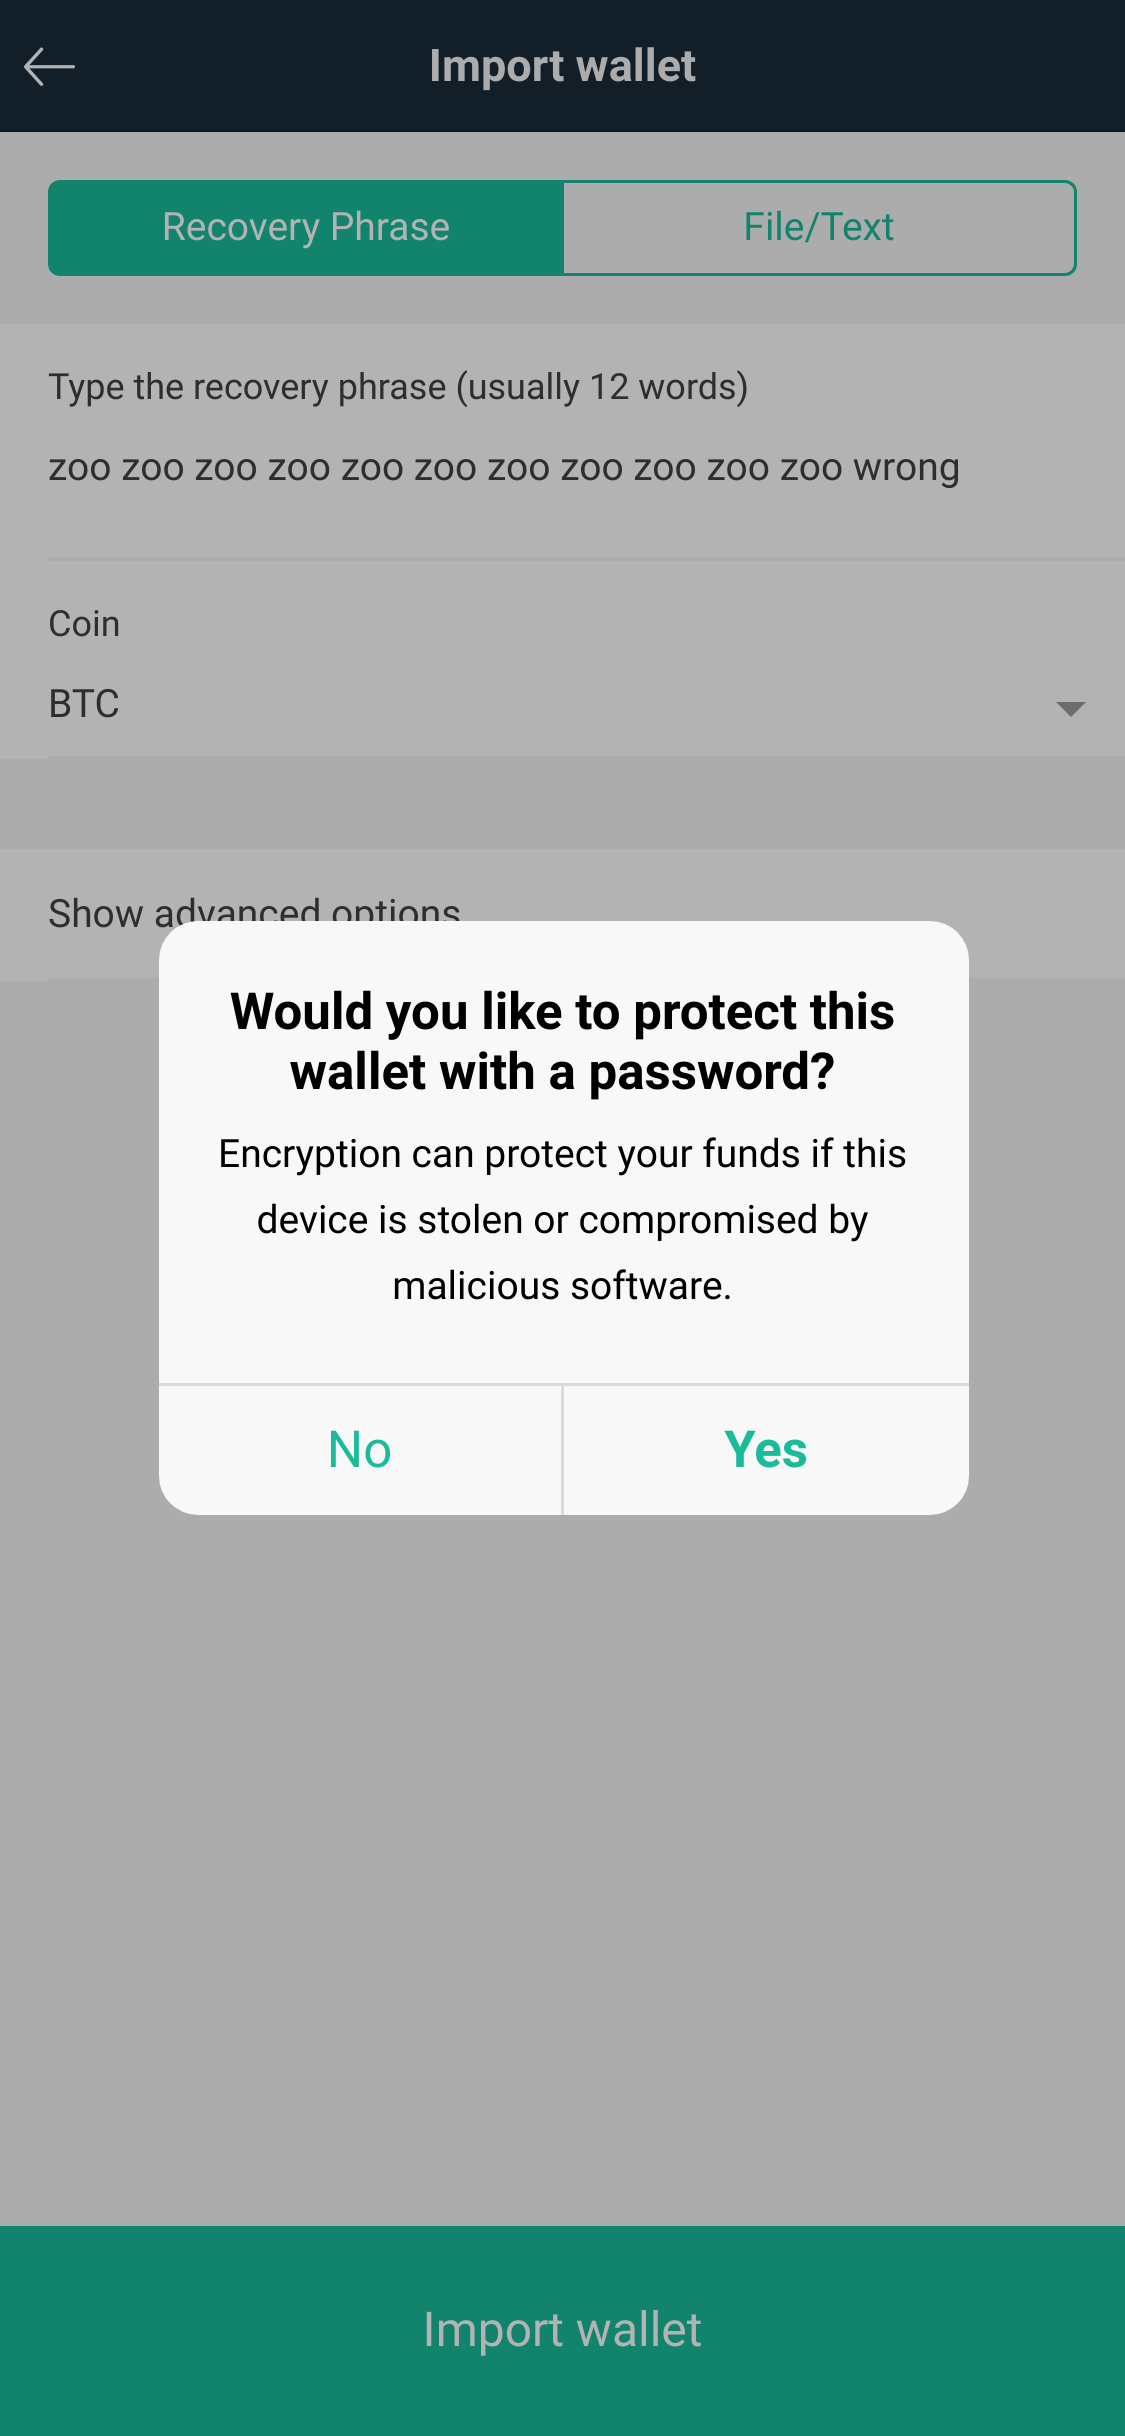 Import wallet
Recovery Phrase
File/Text
Type the recovery phrase (usually 12 words)
zoo zoo zoo zoo zoo zoo zoo zoo zoo zoo zoo wrong
Coin
BTC
Show advanced options
Would you like to protect this
wallet with a password?
Encryption can protect your funds if this
device is stolen or compromised by
malicious software.
No
Yes
Import wallet